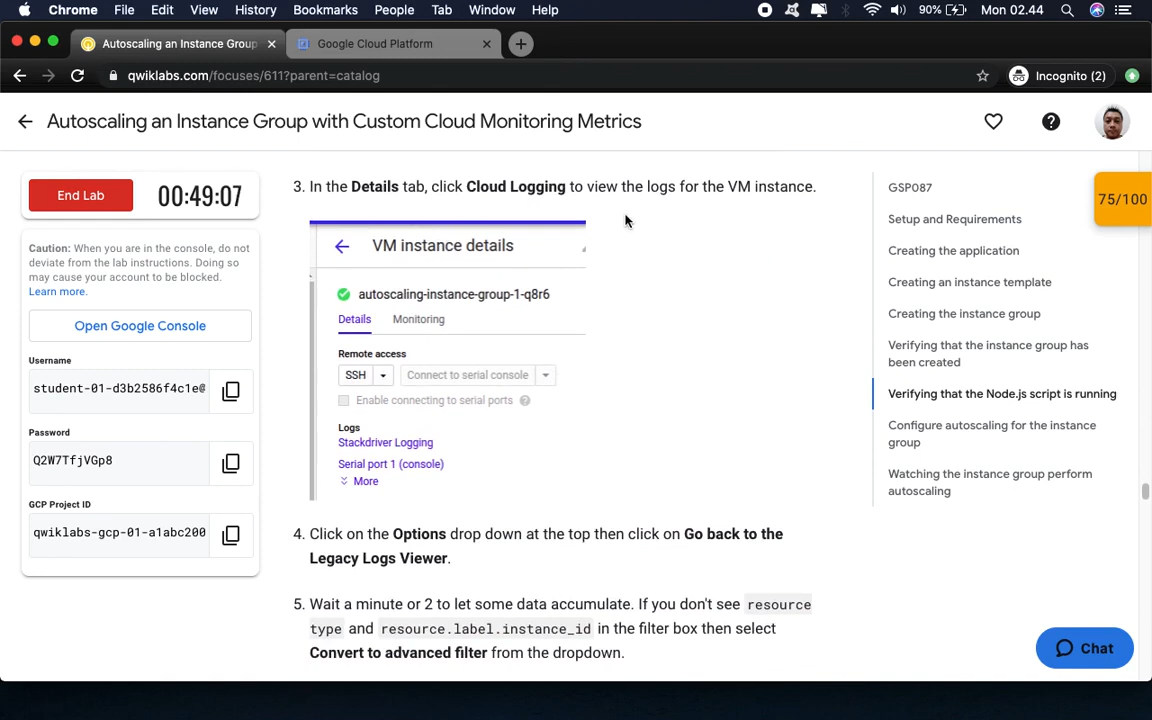 Chrome File Edit View History Bookmarks People Tab Window Help 90% Mon 02.44
Autoscaling an Instance Group
Google Cloud Platform
qwiklabs.com/focuses/611?parent=catalog
Incognito (2)
Autoscaling an Instance Group with Custom Cloud Monitoring Metrics
End Lab 00:49:07
Caution: When you are in the console, do not
deviate from the lab instructions. Doing so
may cause your account to be blocked.
Learn more.
Open Google Console
Username
student-01-d3b2586f4c1e@
Password
Q2W7TfjVGp8
GCP Project ID
qwiklabs-gcp-01-a1abc200
3. In the Details tab, click Cloud Logging to view the logs for the VM instance.
VM instance details
autoscaling-instance-group-1-q8r6
Details Monitoring
Remote access
SSH Connect to serial console
Enable connecting to serial ports
Logs
Stackdriver Logging
Serial port 1 (console)
More
4. Click on the Options drop down at the top then click on Go back to the
Legacy Logs Viewer.
5. Wait a minute or 2 to let some data accumulate. If you don't see resource
type and resource.label.instance_id in the filter box then select
Convert to advanced filter from the dropdown.
GSP087
Setup and Requirements
Creating the application
Creating an instance template
Creating the instance group
Verifying that the instance group has
been created
Verifying that the Node.js script is running
Configure autoscaling for the instance
group
Watching the instance group perform
autoscaling
75/100
Chat